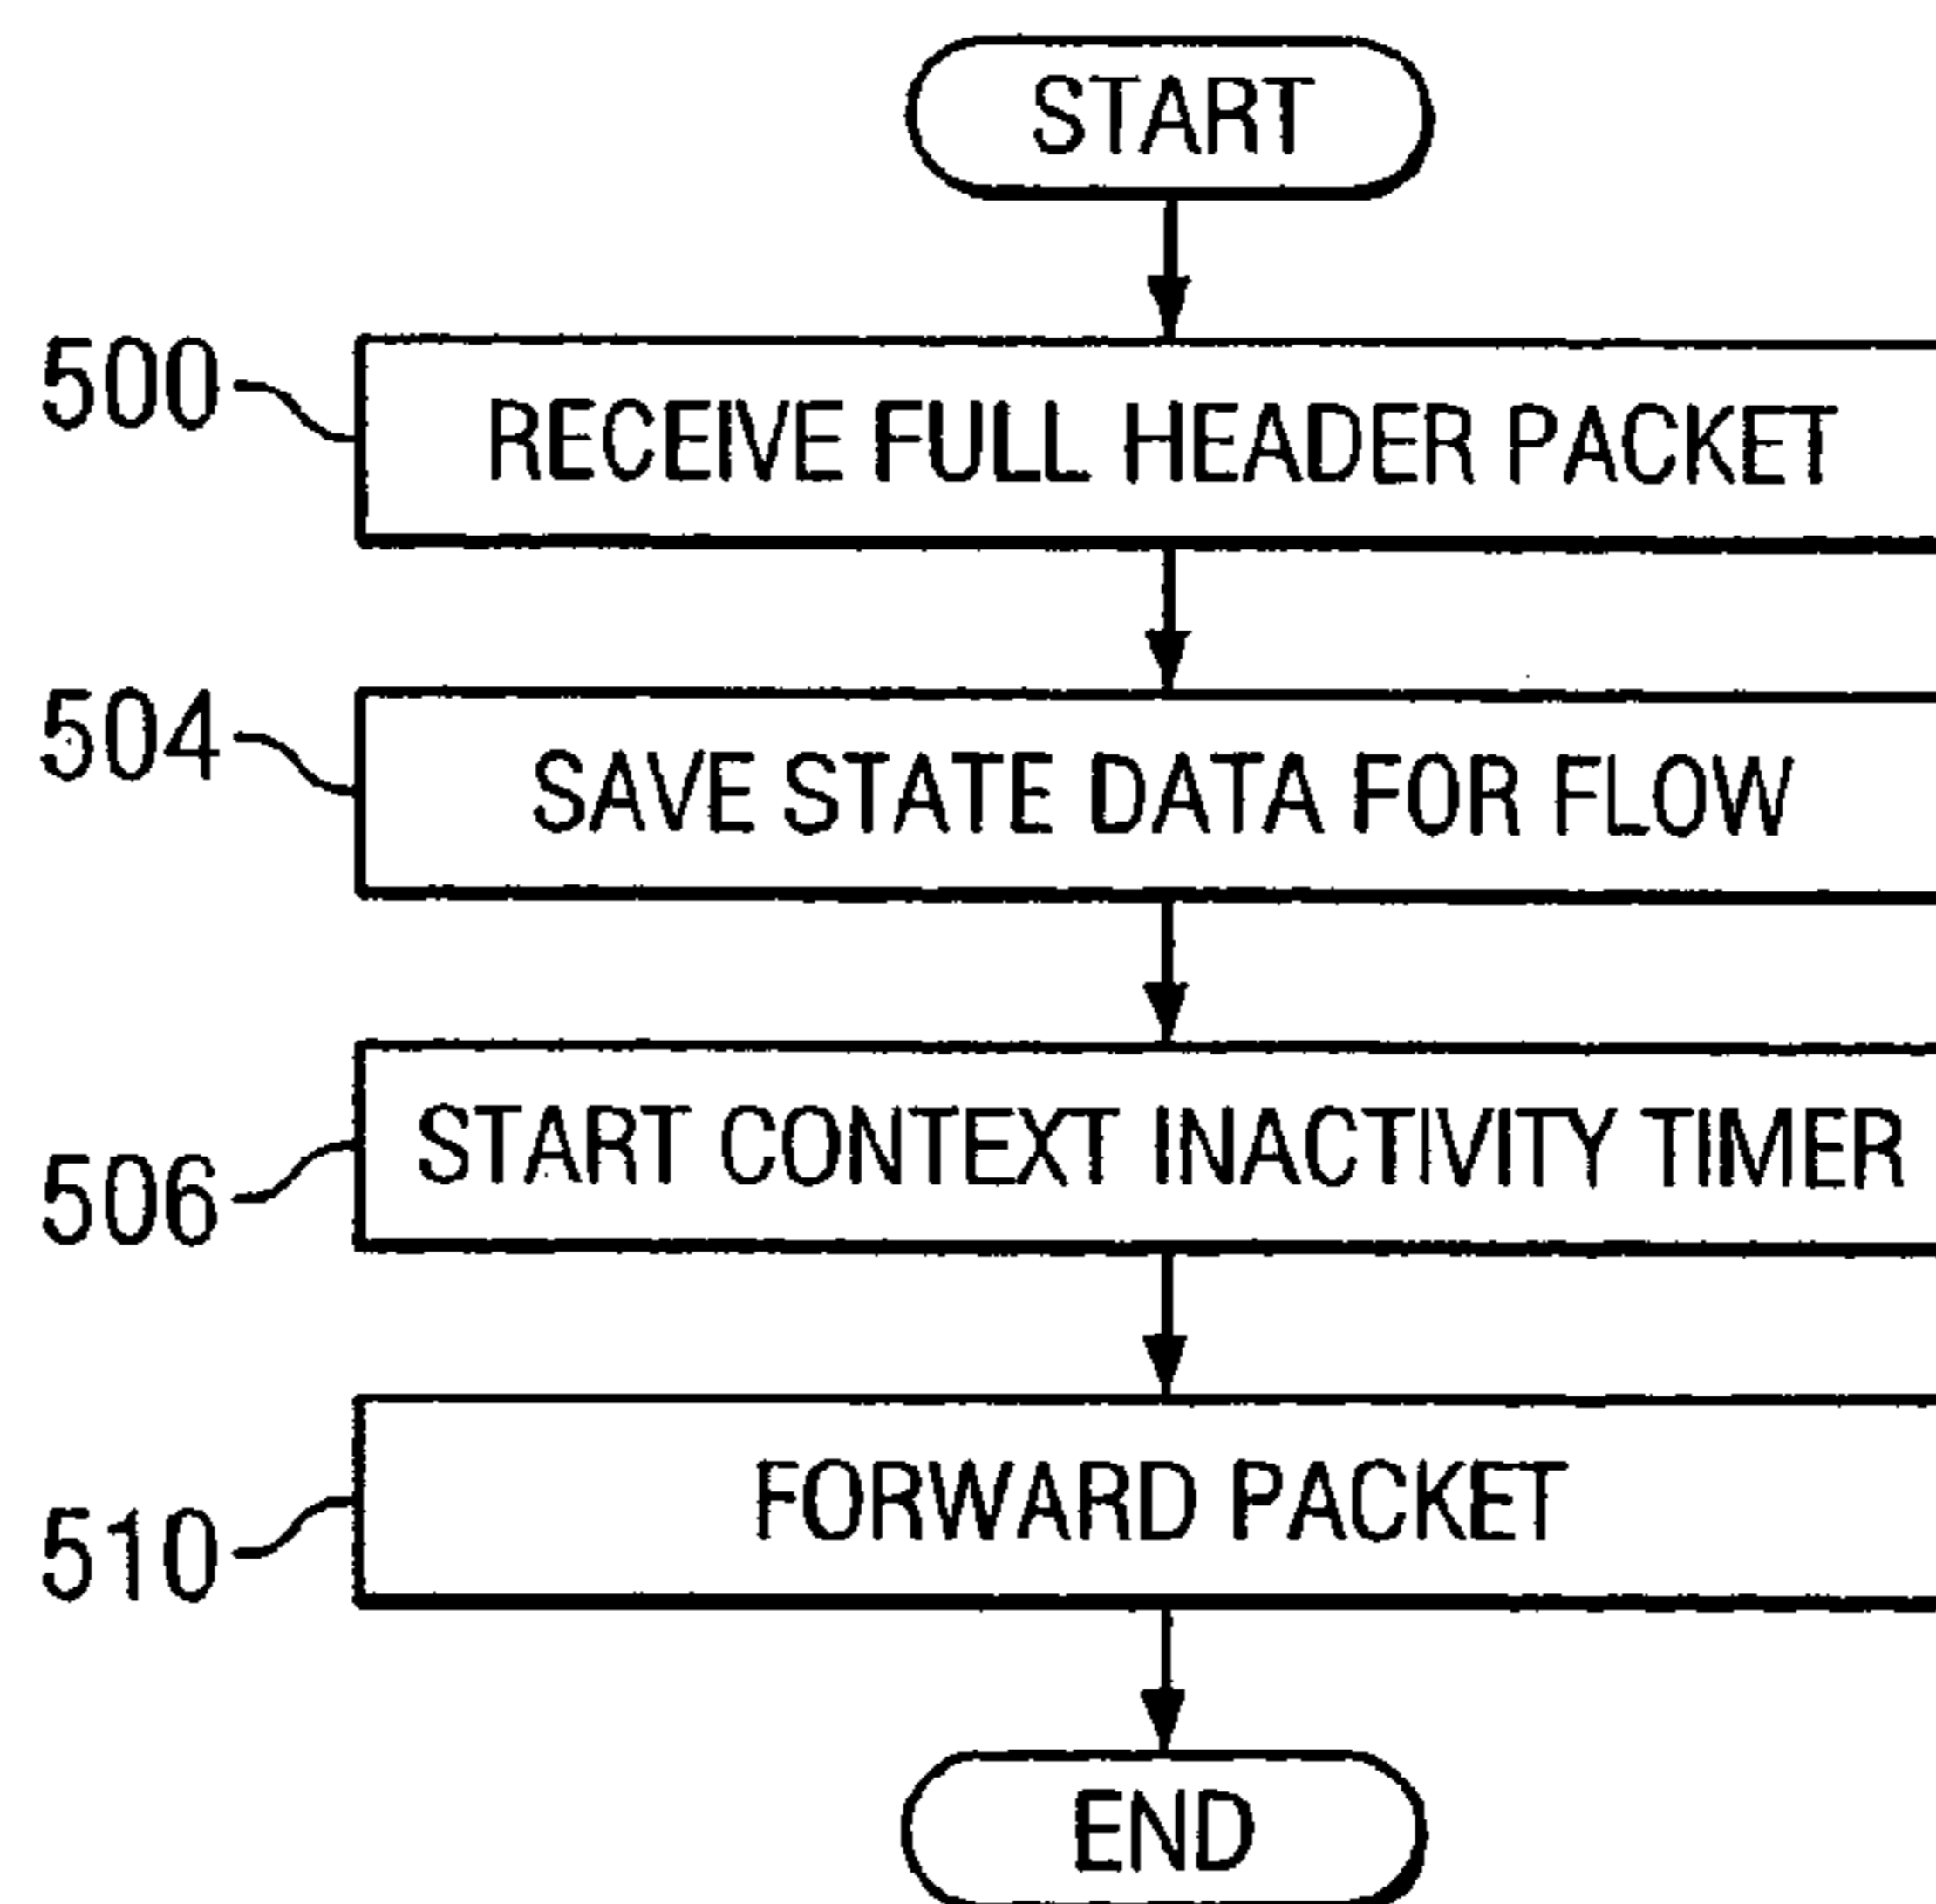 START
500
RECEIVE FULL HEADER PACKET
504
SAVE STATE DATA FOR FLOW
506
START CONTEXT INACTIVITY TIMER
510
FORWARD PACKET
END